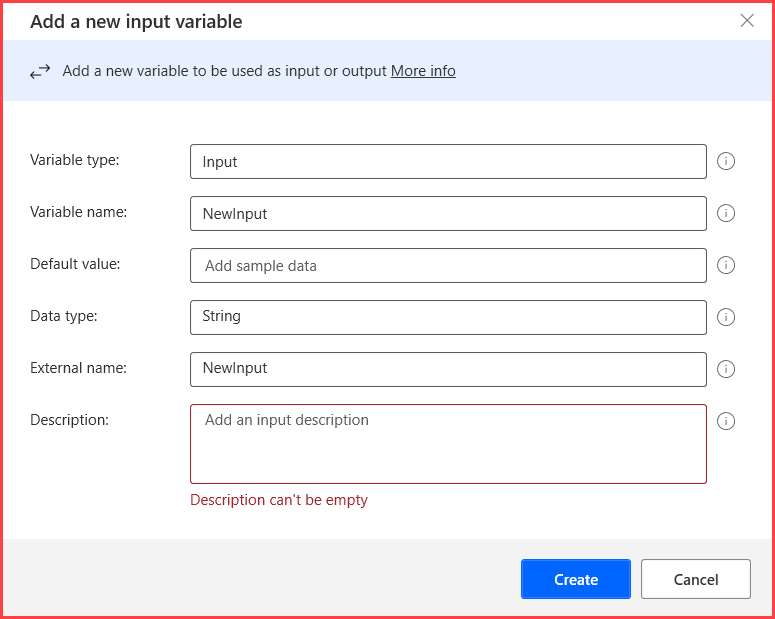 Add a new input variable
Add a new variable to be used as input or output More info
Variable type:
Input
Variable name:
NewInput
Default value:
Add sample data
Data type:
String
External name:
NewInput
Description:
Add an input description
Description can't be empty
Create
Cancel